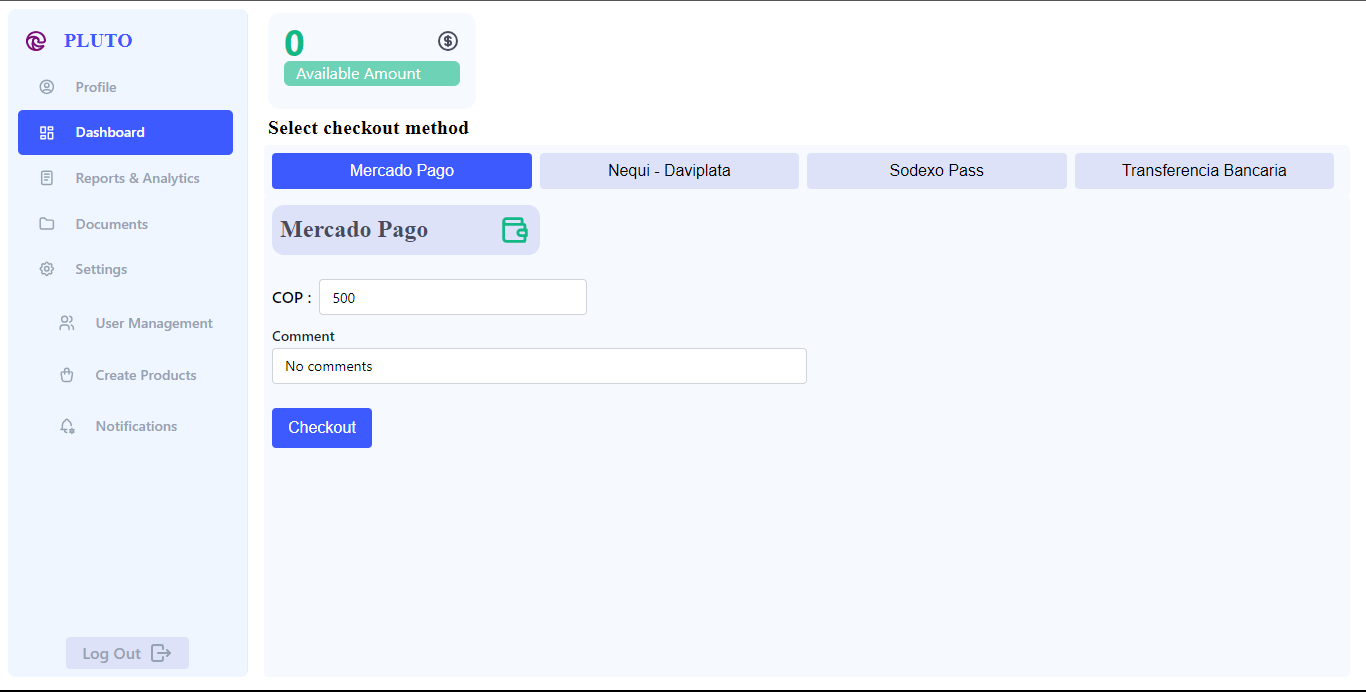 PLUTO
Profile
Dashboard
Reports & Analytics
Documents
Settings
User Management
Create Products
Notifications
Log Out
0
$
Available Amount
Select checkout method
Mercado Pago
Nequi - Daviplata
Sodexo Pass
Transferencia Bancaria
Mercado Pago
COP : 500
Comment
No comments
Checkout